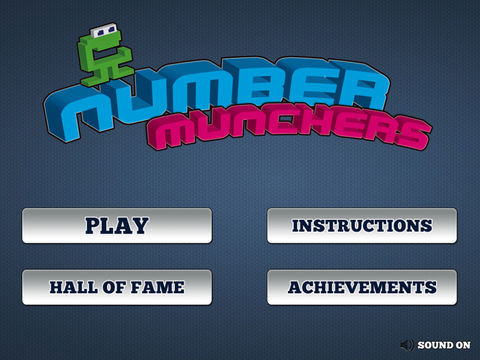 NUMBER
MUNCHERS
PLAY
INSTRUCTIONS
HALL OF FAME
ACHIEVEMENTS
SOUND ON